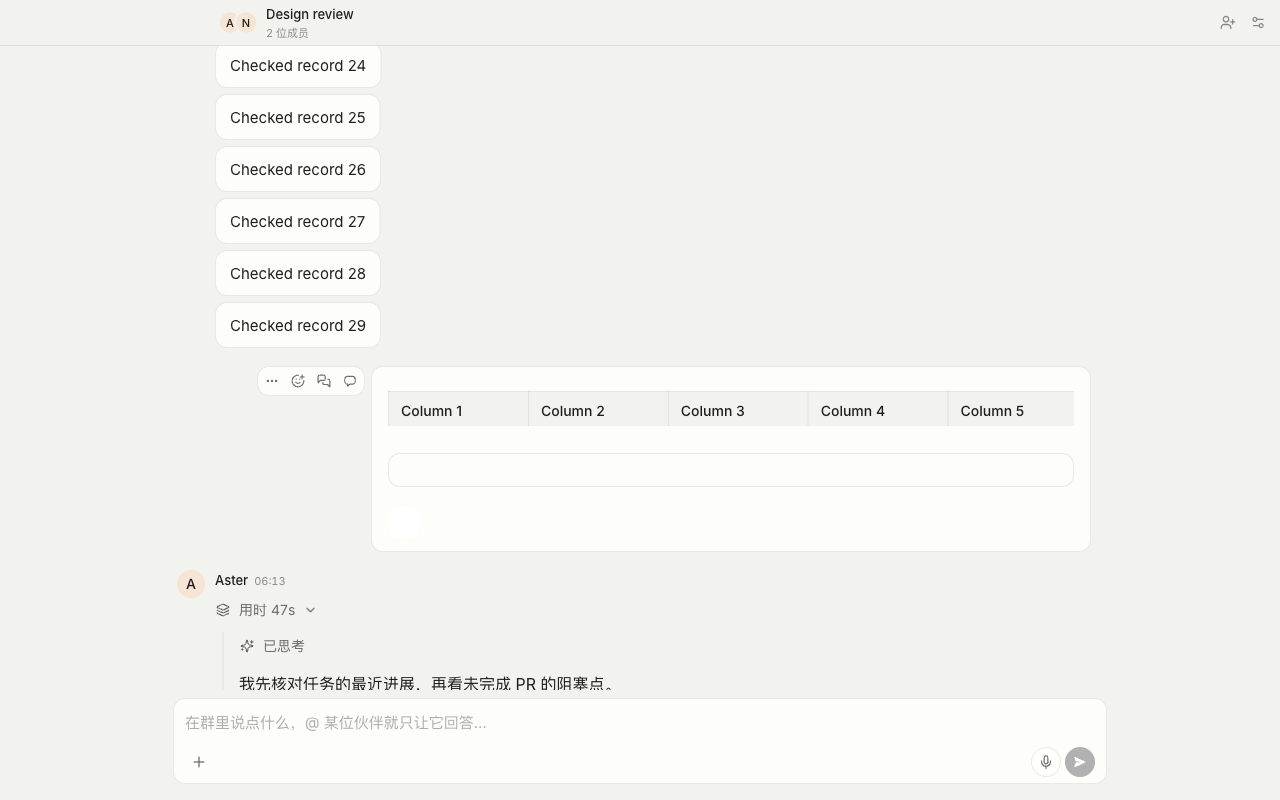 A N
Design review
2 位成员
Checked record 24
Checked record 25
Checked record 26
Checked record 27
Checked record 28
Checked record 29
Column 1 Column 2 Column 3 Column 4 Column 5
A
Aster 06:13
用时 47s
已思考
我先核对任务的最近进展，再看未完成 PR 的阻塞点。
在群里说点什么，@ 某位伙伴就只让它回答...